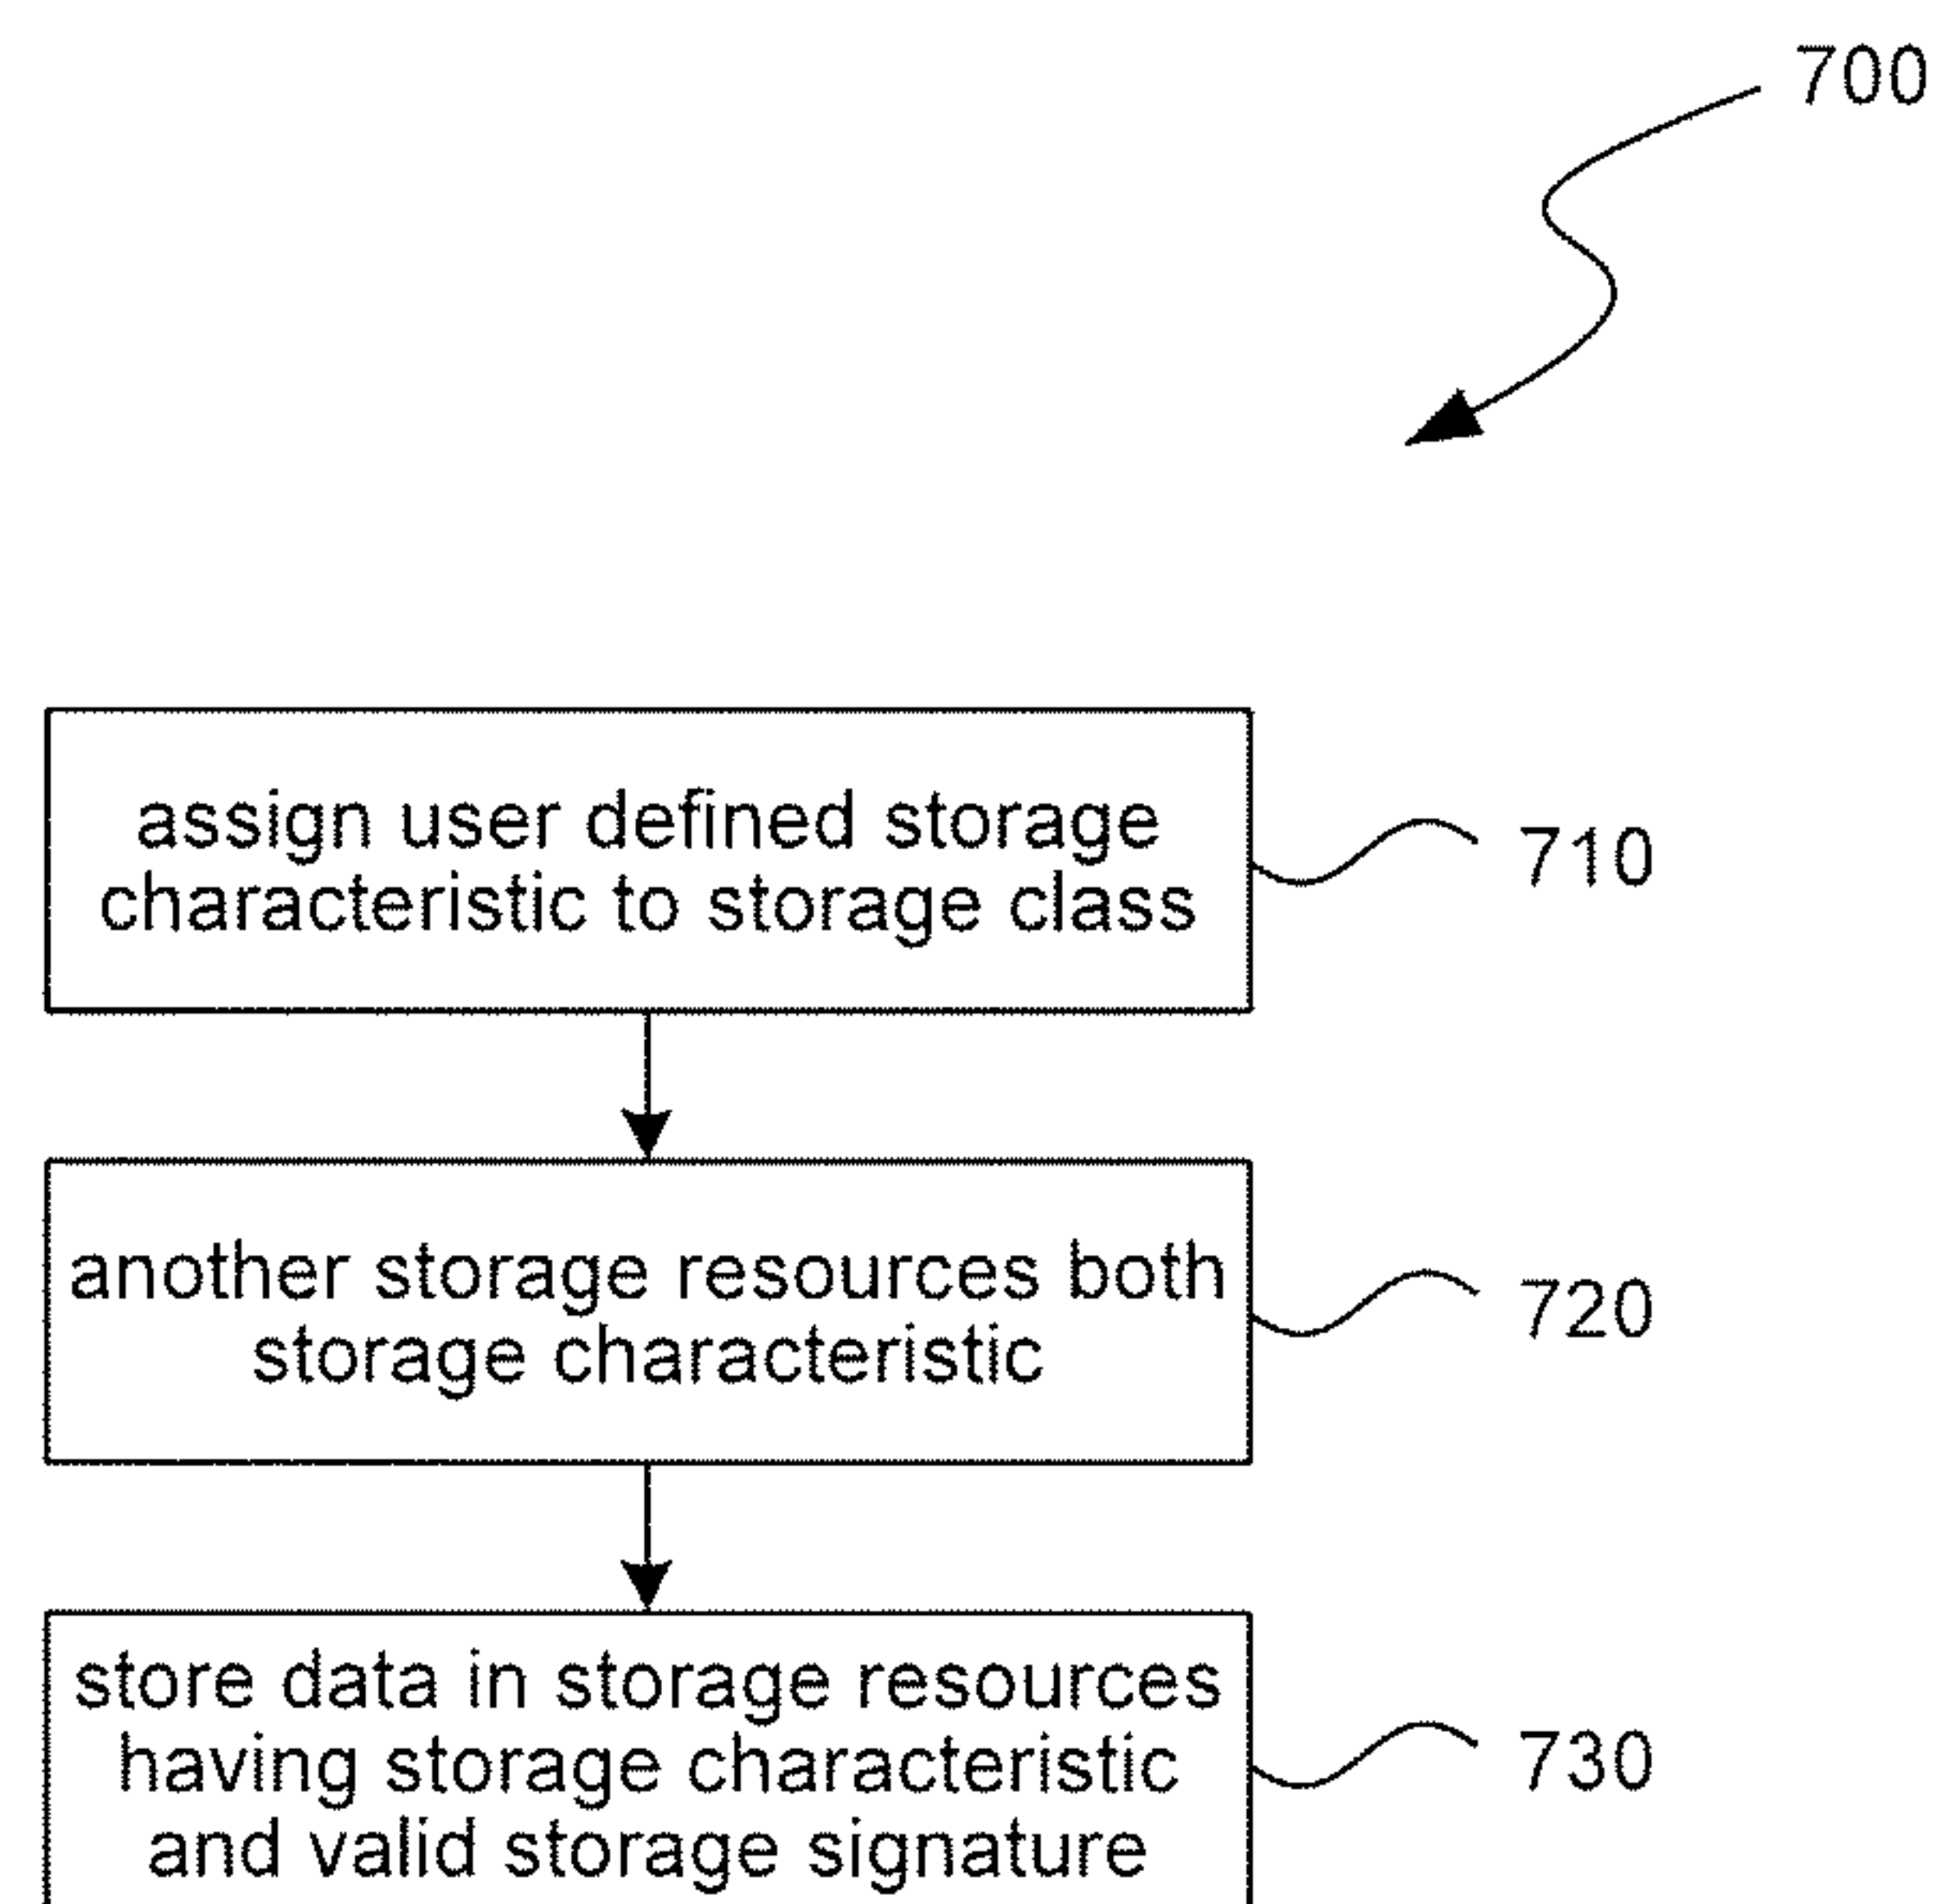 700
assign user defined storage
characteristic to storage class
710
another storage resources both
storage characteristic
720
store data in storage resources
having storage characteristic
and valid storage signature
730